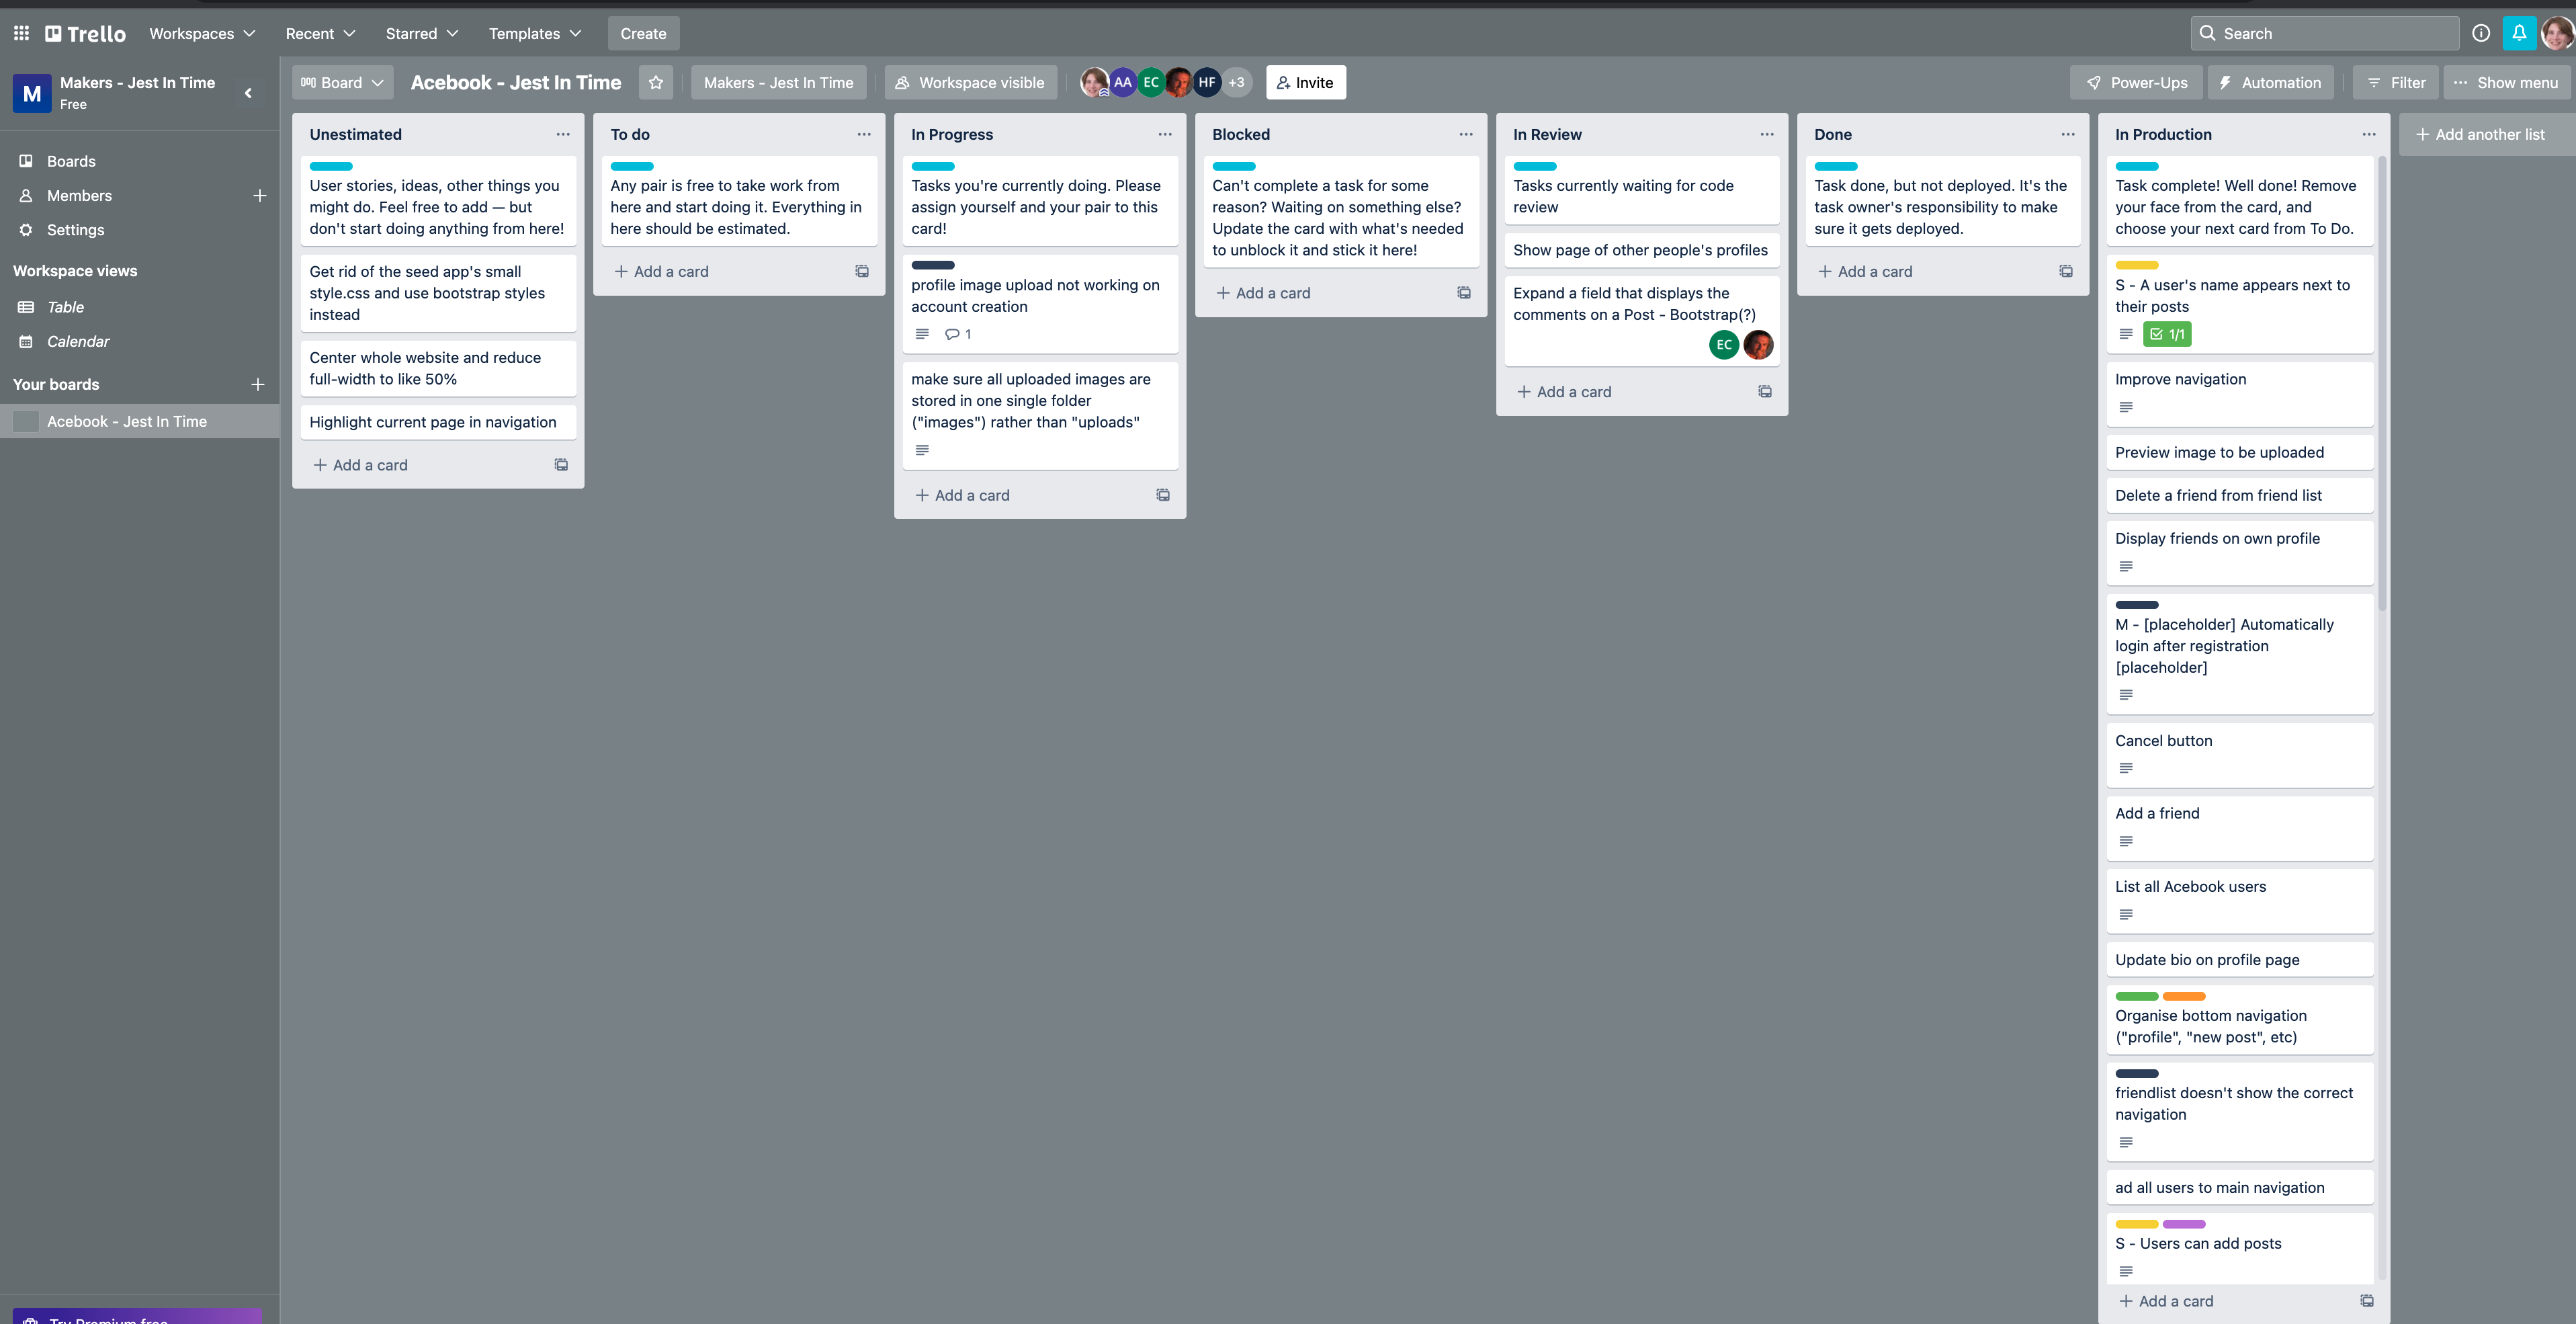 Trello
Workspaces
Recent
Starred
Templates
Create
Search
M
Makers - Jest In Time
Free
Board
Acebook - Jest In Time
Makers - Jest In Time
Workspace visible
AA
EC
HF
+3
Invite
Power-Ups
Automation
Filter
Show menu
Boards
Members
Settings
Workspace views
Table
Calendar
Your boards
Acebook - Jest In Time
Try Premium free
Unestimated
User stories, ideas, other things you
might do. Feel free to add — but
don't start doing anything from here!
Get rid of the seed app's small
style.css and use bootstrap styles
instead
Center whole website and reduce
full-width to like 50%
Highlight current page in navigation
Add a card
To do
Any pair is free to take work from
here and start doing it. Everything in
here should be estimated.
Add a card
In Progress
Tasks you're currently doing. Please
assign yourself and your pair to this
card!
profile image upload not working on
account creation
1
make sure all uploaded images are
stored in one single folder
("images") rather than "uploads"
Add a card
Blocked
Can't complete a task for some
reason? Waiting on something else?
Update the card with what's needed
to unblock it and stick it here!
Add a card
In Review
Tasks currently waiting for code
review
Show page of other people's profiles
Expand a field that displays the
comments on a Post - Bootstrap(?)
EC
Add a card
Done
Task done, but not deployed. It's the
task owner's responsibility to make
sure it gets deployed.
Add a card
In Production
Task complete! Well done! Remove
your face from the card, and
choose your next card from To Do.
S - A user's name appears next to
their posts
1/1
Improve navigation
Preview image to be uploaded
Delete a friend from friend list
Display friends on own profile
M - [placeholder] Automatically
login after registration
[placeholder]
Cancel button
Add a friend
List all Acebook users
Update bio on profile page
Organise bottom navigation
("profile", "new post", etc)
friendlist doesn't show the correct
navigation
ad all users to main navigation
S - Users can add posts
Add a card
Add another list